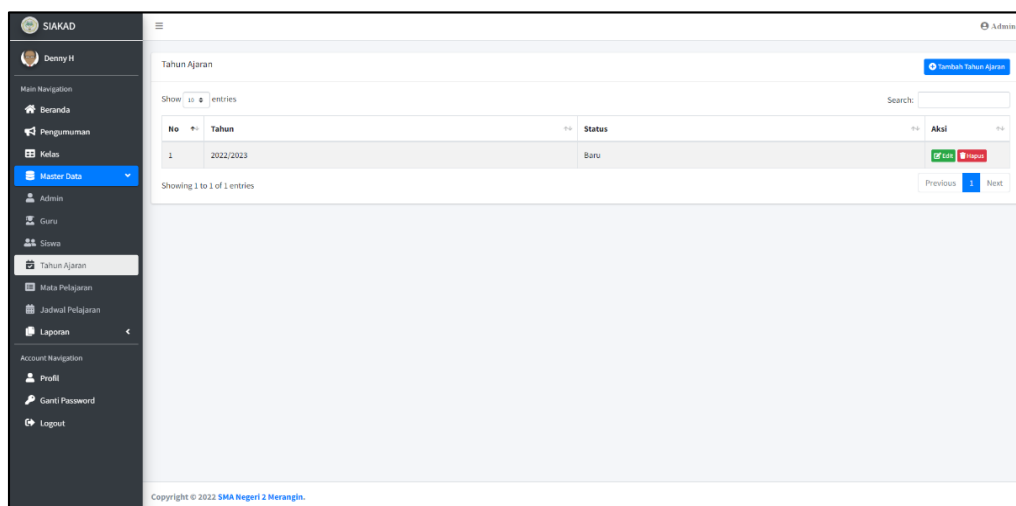 SIAKAD
Admin
Denny H
Main Navigation
Beranda
Pengumuman
Kelas
Master Data
Admin
Guru
Siswa
Tahun Ajaran
Mata Pelajaran
Jadwal Pelajaran
Laporan
Account Navigation
Profil
Ganti Password
Logout
Tahun Ajaran
Tambah Tahun Ajaran
Show 10 entries
Search:
No Tahun Status Aksi
1 2022/2023 Baru Edit Hapus
Showing 1 to 1 of 1 entries
Previous 1 Next
Copyright © 2022 SMA Negeri 2 Merangin.